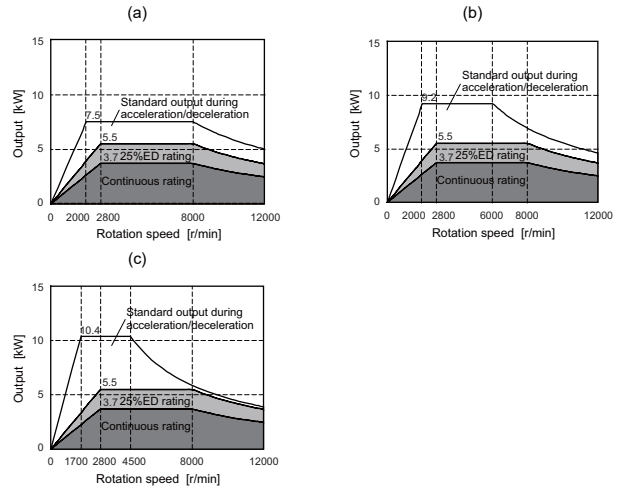 (a)
15
10
5
0
Output [kW]
7.5
Standard output during
acceleration/deceleration
5.5
25%ED rating
3.7
Continuous rating
0 2000 2800 8000 12000
Rotation speed [r/min]
(b)
15
10
5
0
Output [kW]
9.2
Standard output during
acceleration/deceleration
5.5
25%ED rating
3.7
Continuous rating
0 2000 2800 6000 8000 12000
Rotation speed [r/min]
(c)
15
10
5
0
Output [kW]
10.4
Standard output during
acceleration/deceleration
5.5
3.7 25%ED rating
Continuous rating
0 1700 2800 4500 8000 12000
Rotation speed [r/min]